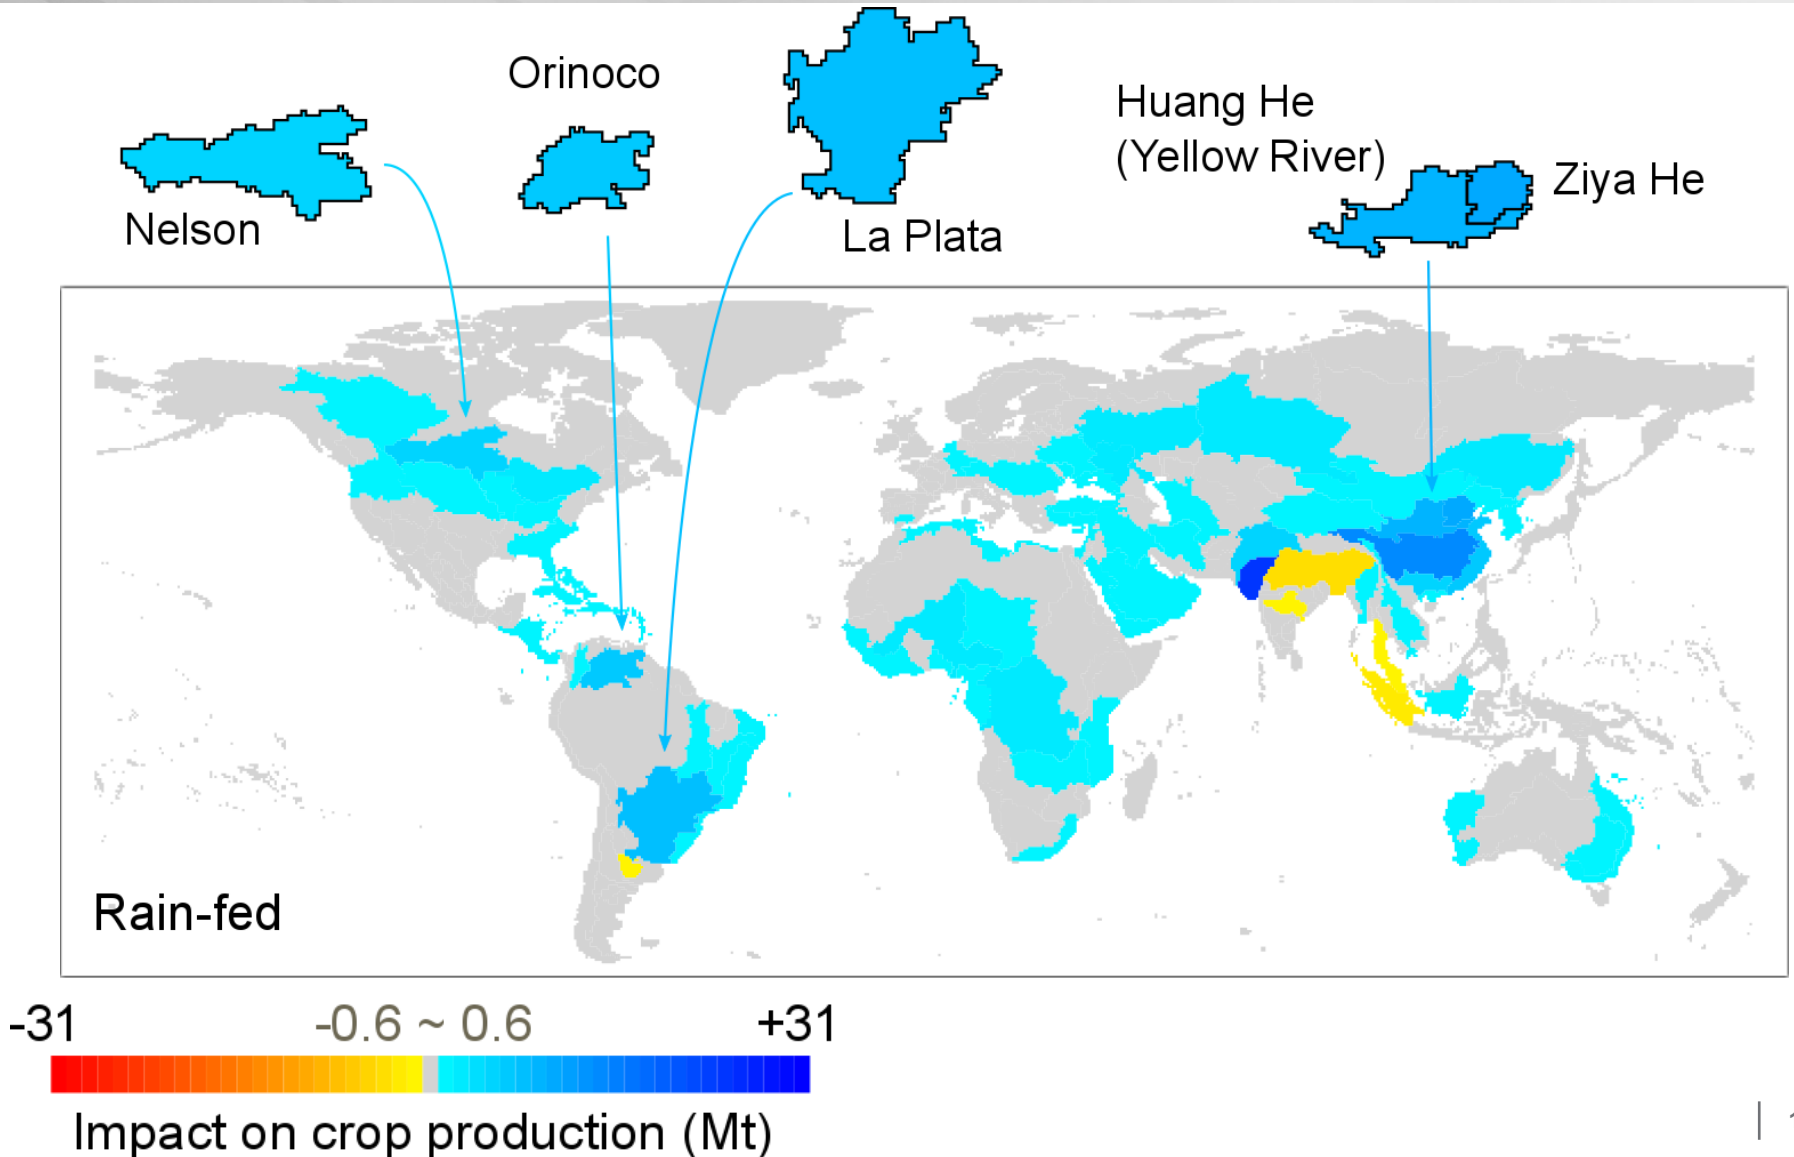 Orinoco
Huang He
(Yellow River)
Ziya He
Nelson
La Plata
Rain-fed
-31
-0.6 ~ 0.6
+31
Impact on crop production (Mt)